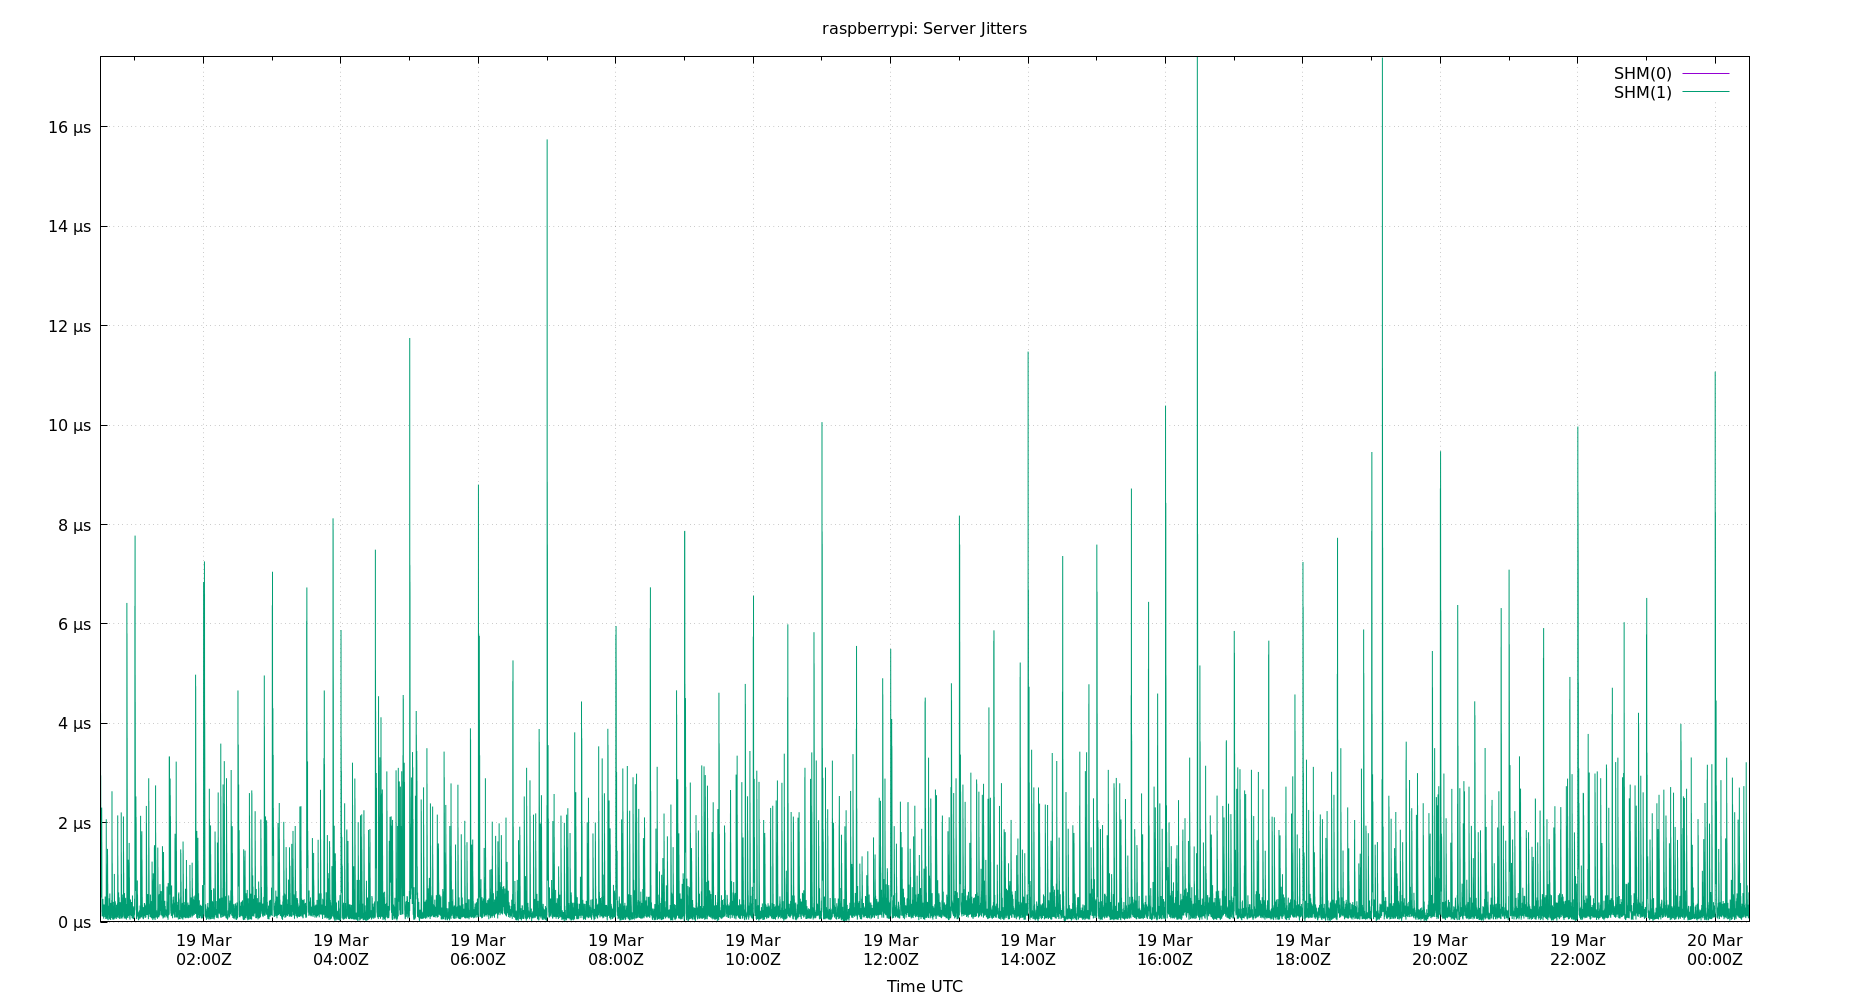 raspberrypi: Server Jitters
SHM(0)
SHM(1)
16 µs
14 µs
12 µs
10 µs
8 µs
6 µs
4 µs
2 µs
0 µs
19 Mar 19 Mar 19 Mar 19 Mar 19 Mar 19 Mar 19 Mar 19 Mar 19 Mar 19 Mar 19 Mar 20 Mar
02:00Z 04:00Z 06:00Z 08:00Z 10:00Z 12:00Z 14:00Z 16:00Z 18:00Z 20:00Z 22:00Z 00:00Z
Time UTC